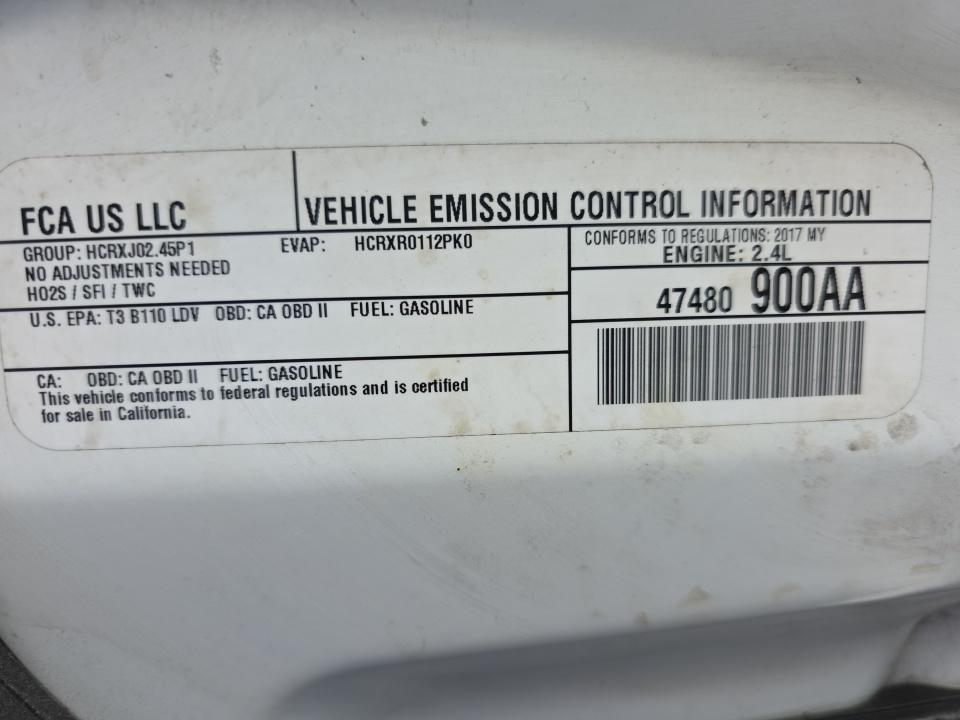 FCA US LLC
VEHICLE EMISSION CONTROL INFORMATION
GROUP: HCRXJ02.45P1 EVAP: HCRXR0112PK0
NO ADJUSTMENTS NEEDED
HO2S / SFI / TWC
CONFORMS TO REGULATIONS: 2017 MY
ENGINE: 2.4L
47480 900AA
U.S. EPA: T3 B110 LDV OBD: CA OBD II FUEL: GASOLINE
CA: OBD: CA OBD II FUEL: GASOLINE
This vehicle conforms to federal regulations and is certified
for sale in California.